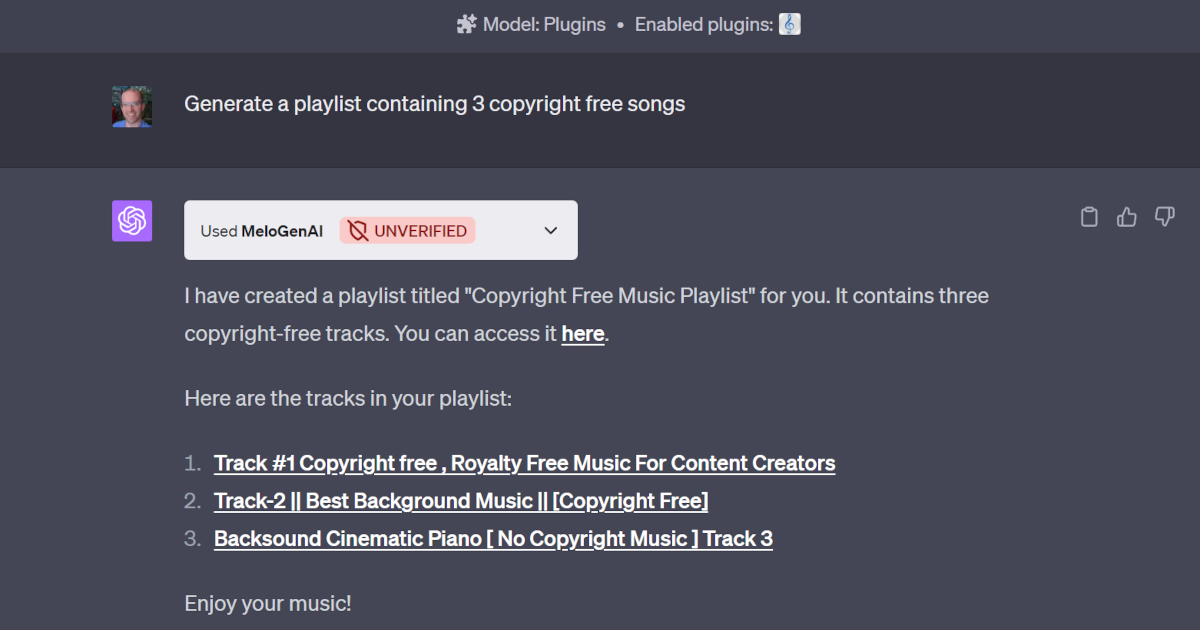 Model: Plugins • Enabled plugins:
Generate a playlist containing 3 copyright free songs
Used MeloGenAI UNVERIFIED
I have created a playlist titled "Copyright Free Music Playlist" for you. It contains three
copyright-free tracks. You can access it here.
Here are the tracks in your playlist:
1. Track #1 Copyright free , Royalty Free Music For Content Creators
2. Track-2 || Best Background Music || [Copyright Free]
3. Backsound Cinematic Piano [ No Copyright Music ] Track 3
Enjoy your music!